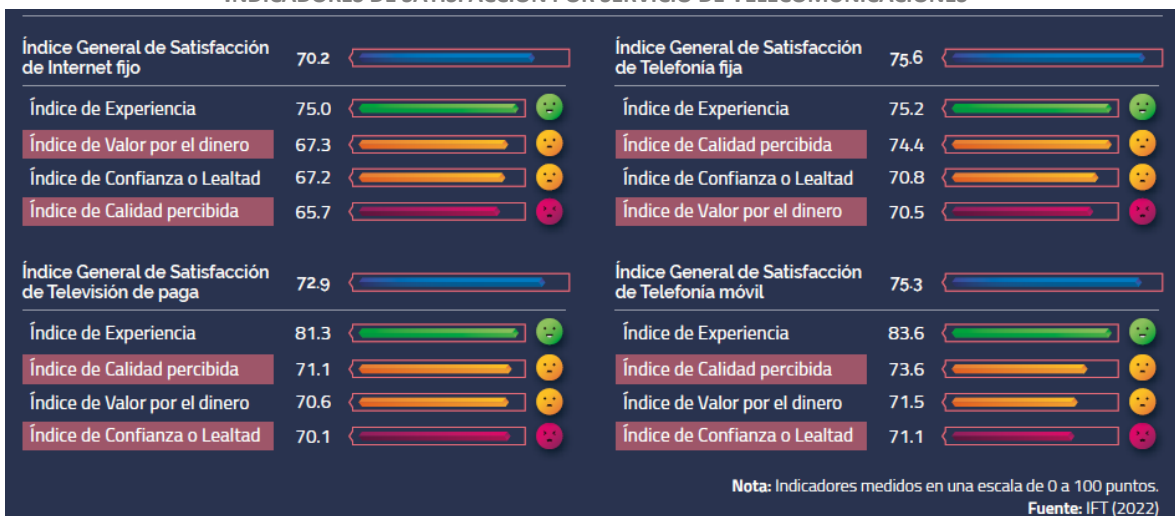 INDICADORES DE SATISFACCIÓN POR SERVICIO DE TELECOMUNICACIONES
Índice General de Satisfacción
de Internet fijo
70.2
Índice de Experiencia 75.0
Índice de Valor por el dinero 67.3
Índice de Confianza o Lealtad 67.2
Índice de Calidad percibida 65.7
Índice General de Satisfacción
de Telefonía fija
75.6
Índice de Experiencia 75.2
Índice de Calidad percibida 74.4
Índice de Confianza o Lealtad 70.8
Índice de Valor por el dinero 70.5
Índice General de Satisfacción
de Televisión de paga
72.9
Índice de Experiencia 81.3
Índice de Calidad percibida 71.1
Índice de Valor por el dinero 70.6
Índice de Confianza o Lealtad 70.1
Índice General de Satisfacción
de Telefonía móvil
75.3
Índice de Experiencia 83.6
Índice de Calidad percibida 73.6
Índice de Valor por el dinero 71.5
Índice de Confianza o Lealtad 71.1
Nota: Indicadores medidos en una escala de 0 a 100 puntos.
Fuente: IFT (2022)